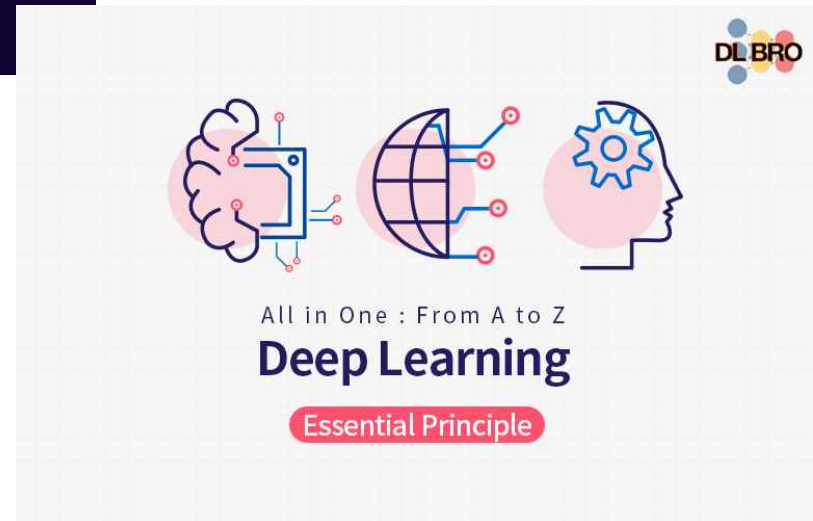 DL BRO
All in One : From A to Z
Deep Learning
Essential Principle